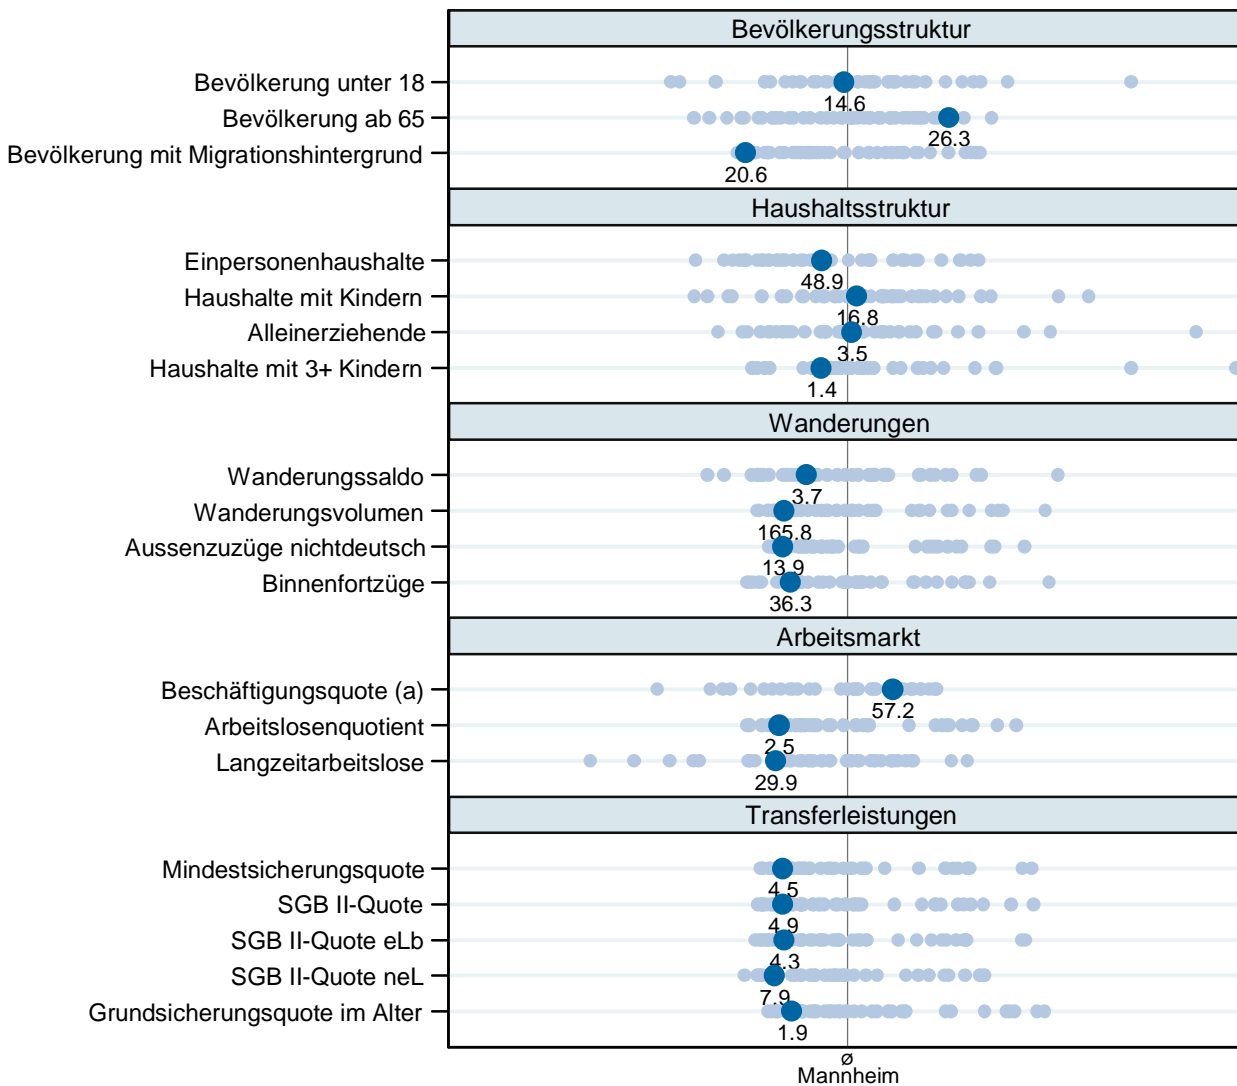 Bevölkerungsstruktur
Bevölkerung unter 18
14.6
Bevölkerung ab 65
26.3
Bevölkerung mit Migrationshintergrund
20.6
Haushaltsstruktur
Einpersonenhaushalte
48.9
Haushalte mit Kindern
16.8
Alleinerziehende
3.5
Haushalte mit 3+ Kindern
1.4
Wanderungen
Wanderungssaldo
3.7
Wanderungsvolumen
165.8
Aussenzuzüge nichtdeutsch
13.9
Binnenfortzüge
36.3
Arbeitsmarkt
Beschäftigungsquote (a)
57.2
Arbeitslosenquotient
2.5
Langzeitarbeitslose
29.9
Transferleistungen
Mindestsicherungsquote
4.5
SGB II-Quote
4.9
SGB II-Quote eLb
4.3
SGB II-Quote neL
7.9
Grundsicherungsquote im Alter
1.9
ø
Mannheim